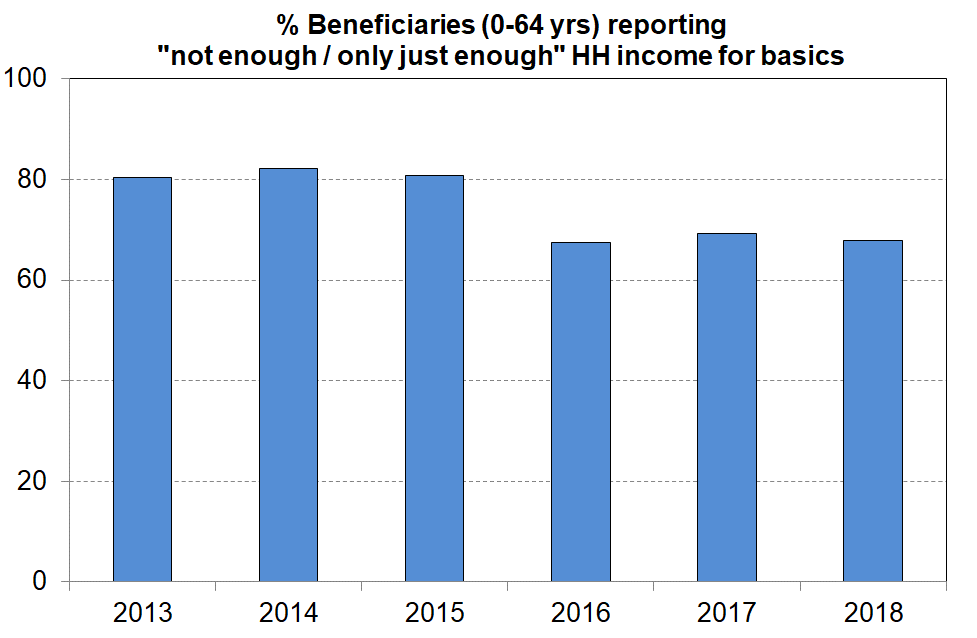 % Beneficiaries (0-64 yrs) reporting
"not enough / only just enough" HH income for basics
100
80
60
40
20
0
2013 2014 2015 2016 2017 2018